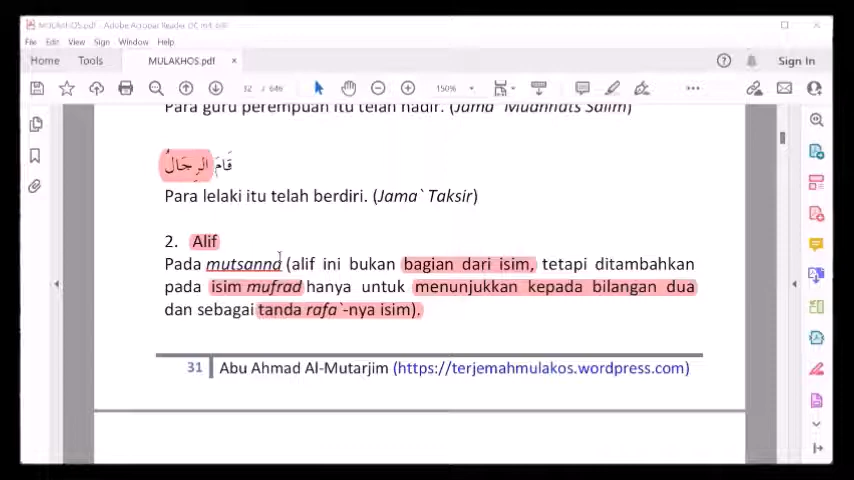 MULAKHOS.pdf - Adobe Acrobat Reader DC
File Edit View Sign Window Help
Home Tools MULAKHOS.pdf × Sign In
32 / 646 150%
Para guru perempuan itu telah hadir. (Jama` Muannats Salim)
قَامَ الرِجَالُ
Para lelaki itu telah berdiri. (Jama` Taksir)
2. Alif
Pada mutsanna (alif ini bukan bagian dari isim, tetapi ditambahkan
pada isim mufrad hanya untuk menunjukkan kepada bilangan dua
dan sebagai tanda rafa`-nya isim).
31 Abu Ahmad Al-Mutarjim (https://terjemahmulakos.wordpress.com)